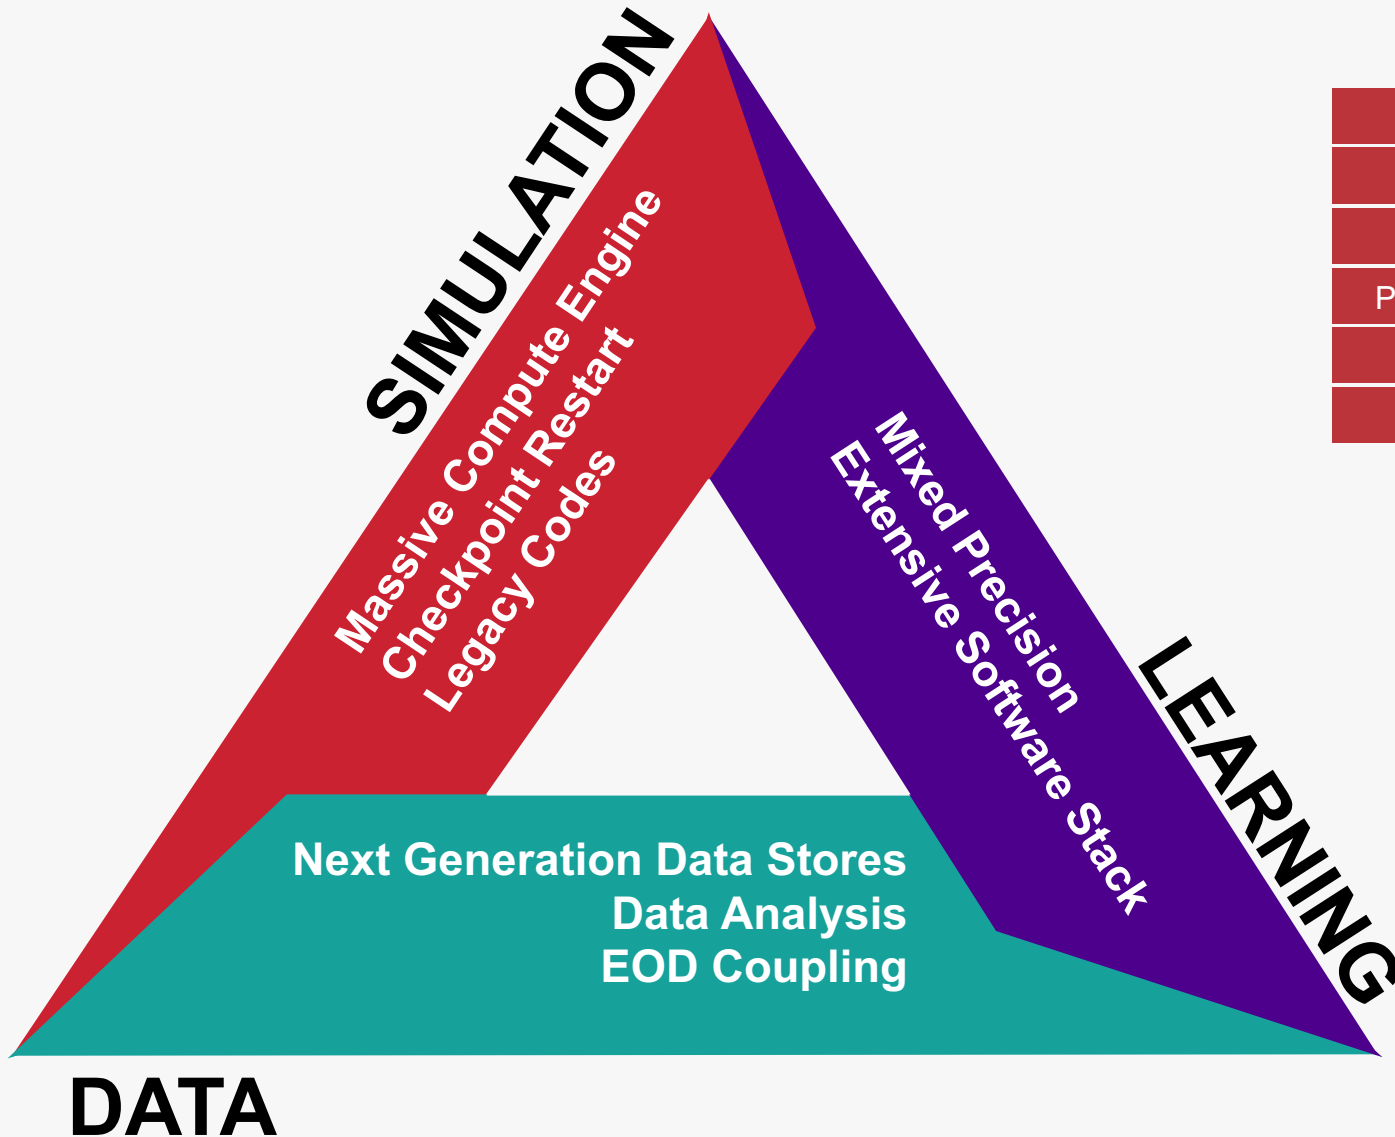 SIMULATION
Massive Compute Engine
Checkpoint Restart
Legacy Codes
Mixed Precision
Extensive Software Stack
LEARNING
Next Generation Data Stores
Data Analysis
EOD Coupling
DATA
P